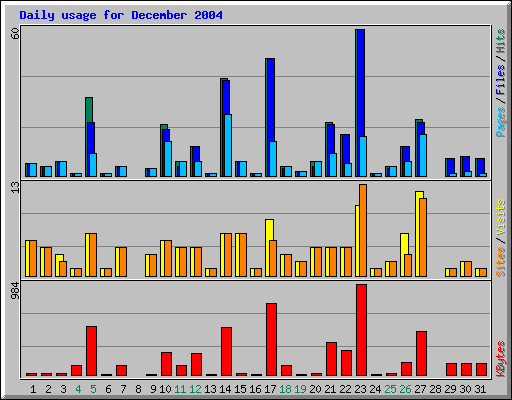 Daily usage for December 2004
60
Pages / Files / Hits
13
Sites / Visits
984
KBytes
1 2 3 4 5 6 7 8 9 10 11 12 13 14 15 16 17 18 19 20 21 22 23 24 25 26 27 28 29 30 31